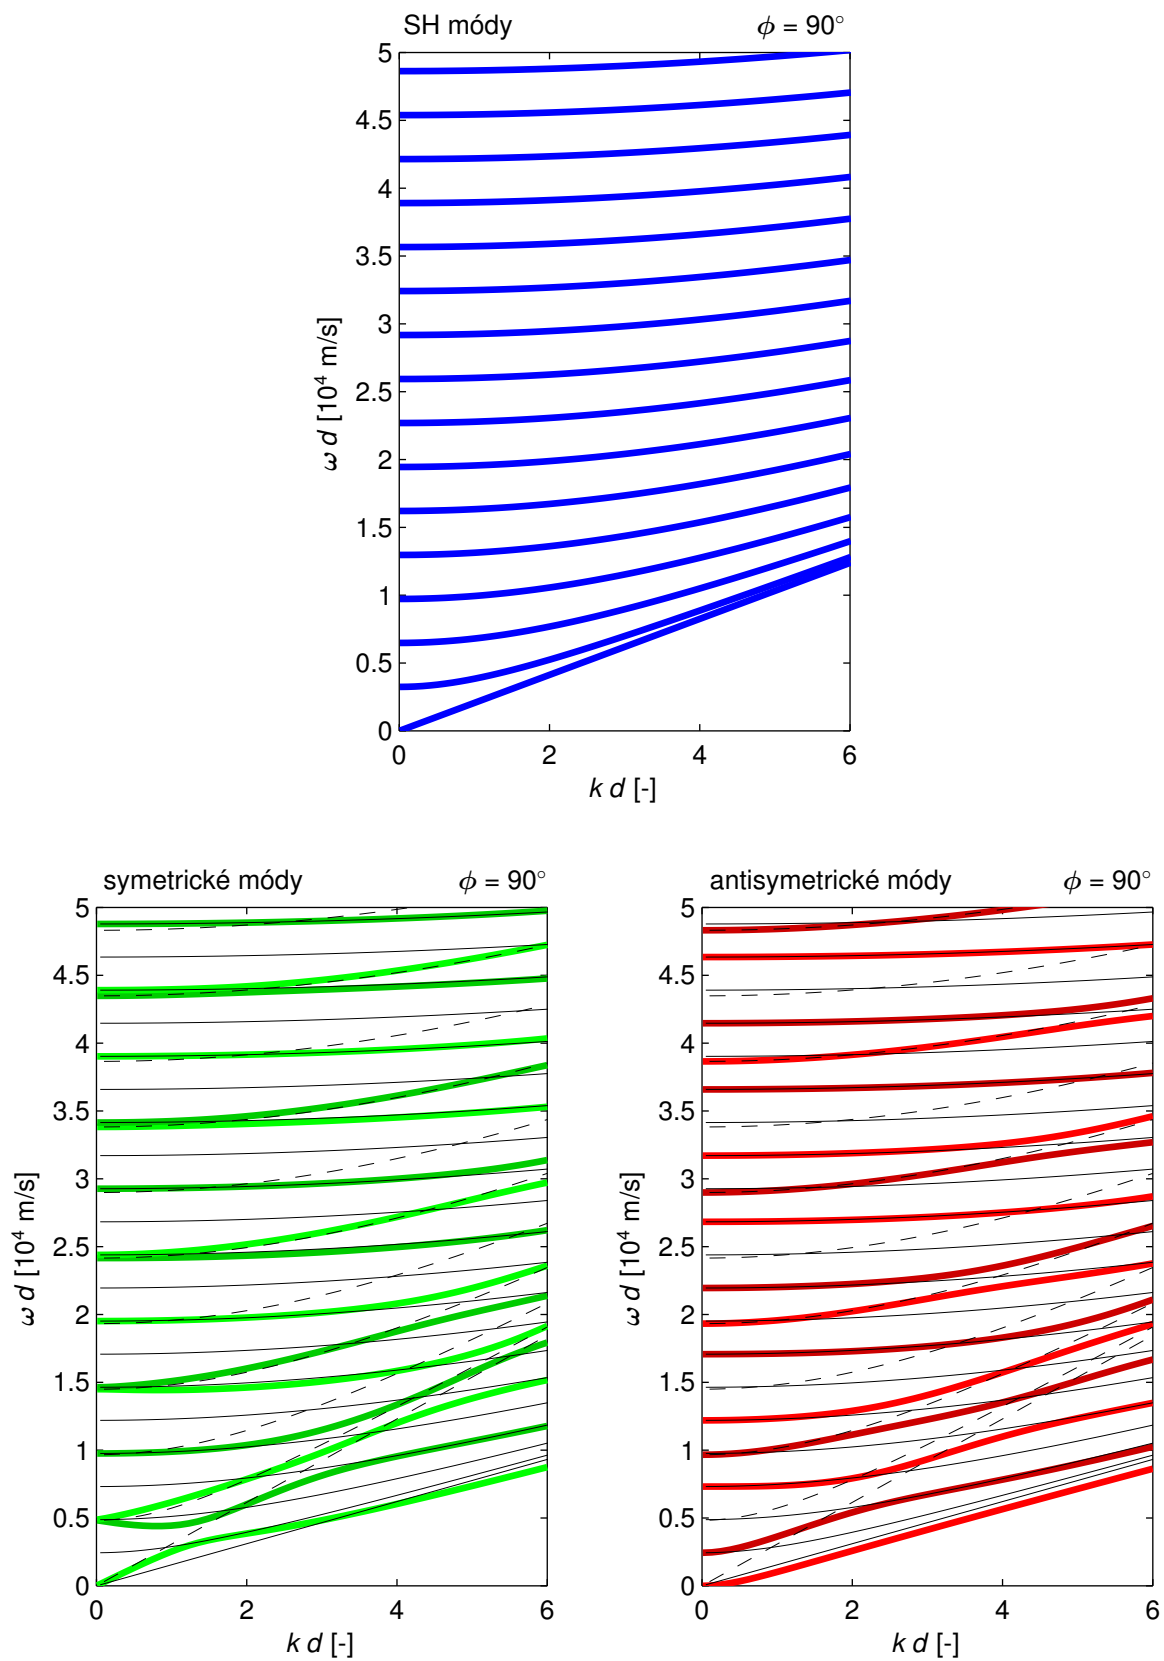 SH módy ϕ = 90°
5
4.5
4
3.5
3
2.5
2
1.5
1
0.5
0
ω d [10⁴ m/s]
0 2 4 6
k d [-]
symetrické módy ϕ = 90°
5
4.5
4
3.5
3
2.5
2
1.5
1
0.5
0
ω d [10⁴ m/s]
0 2 4 6
k d [-]
antisymetrické módy ϕ = 90°
5
4.5
4
3.5
3
2.5
2
1.5
1
0.5
0
ω d [10⁴ m/s]
0 2 4 6
k d [-]